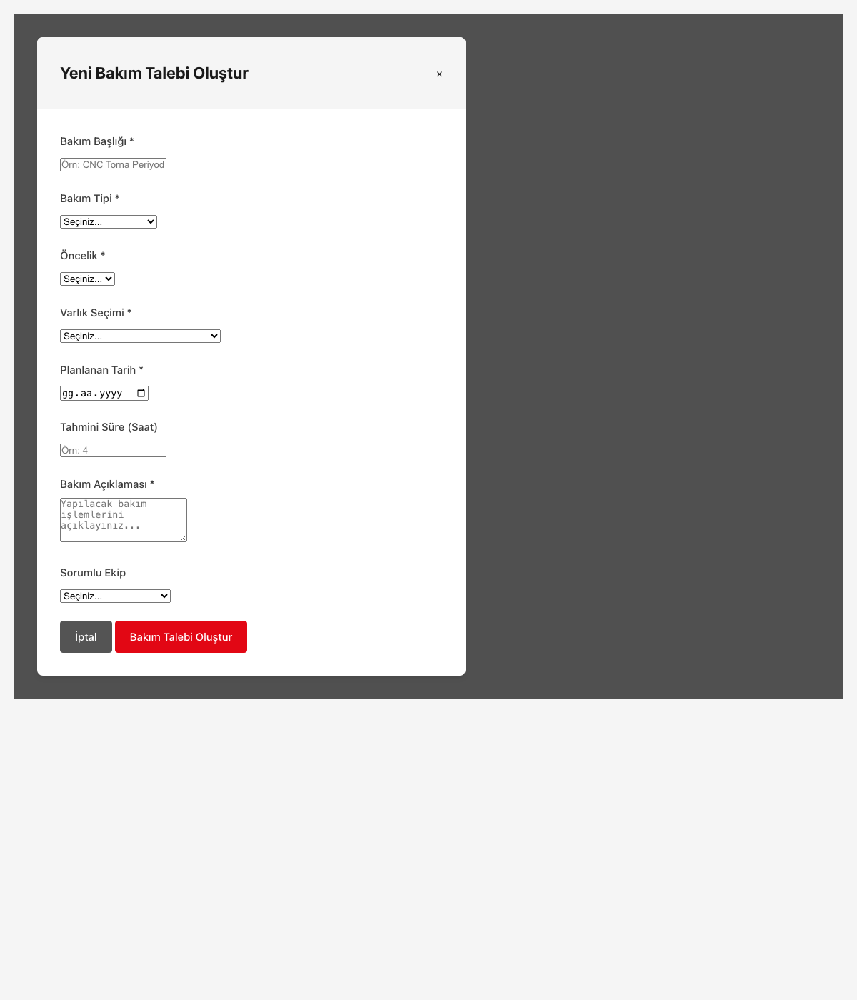 Yeni Bakım Talebi Oluştur
×
Bakım Başlığı *
Örn: CNC Torna Periyod
Bakım Tipi *
Seçiniz...
Öncelik *
Seçiniz...
Varlık Seçimi *
Seçiniz...
Planlanan Tarih *
gg.aa.yyyy
Tahmini Süre (Saat)
Örn: 4
Bakım Açıklaması *
Yapılacak bakım
işlemlerini
açıklayınız...
Sorumlu Ekip
Seçiniz...
İptal
Bakım Talebi Oluştur